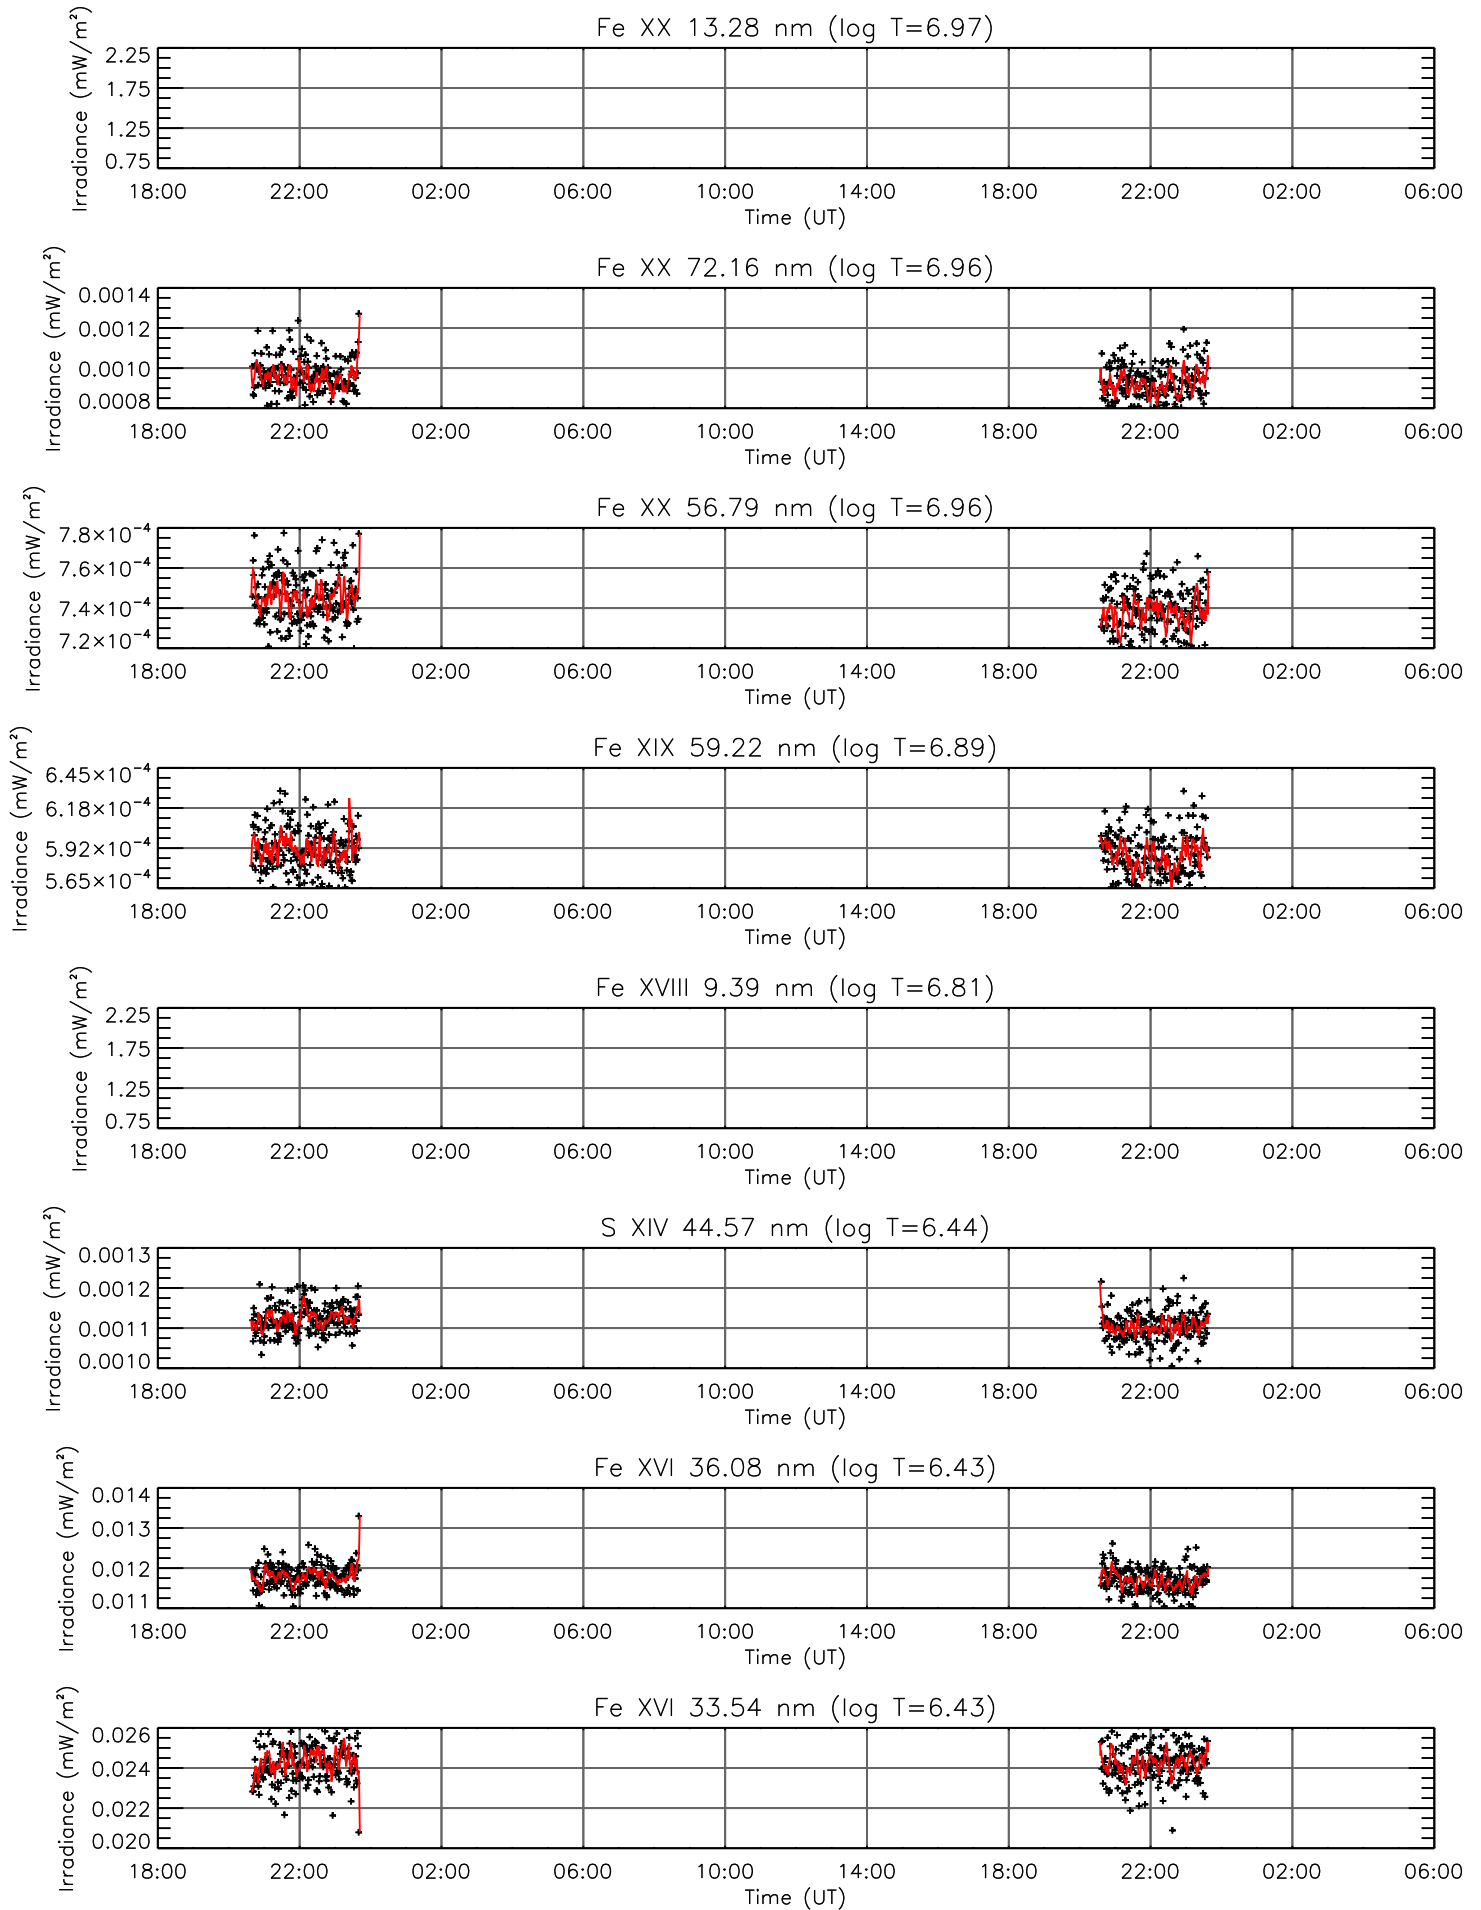 Fe XX 13.28 nm (log T=6.97)
Irradiance (mW/m²)
2.25
1.75
1.25
0.75
18:00 22:00 02:00 06:00 10:00 14:00 18:00 22:00 02:00 06:00
Time (UT)
Fe XX 72.16 nm (log T=6.96)
Irradiance (mW/m²)
0.0014
0.0012
0.0010
0.0008
18:00 22:00 02:00 06:00 10:00 14:00 18:00 22:00 02:00 06:00
Time (UT)
Fe XX 56.79 nm (log T=6.96)
Irradiance (mW/m²)
7.8×10⁻⁴
7.6×10⁻⁴
7.4×10⁻⁴
7.2×10⁻⁴
18:00 22:00 02:00 06:00 10:00 14:00 18:00 22:00 02:00 06:00
Time (UT)
Fe XIX 59.22 nm (log T=6.89)
Irradiance (mW/m²)
6.45×10⁻⁴
6.18×10⁻⁴
5.92×10⁻⁴
5.65×10⁻⁴
18:00 22:00 02:00 06:00 10:00 14:00 18:00 22:00 02:00 06:00
Time (UT)
Fe XVIII 9.39 nm (log T=6.81)
Irradiance (mW/m²)
2.25
1.75
1.25
0.75
18:00 22:00 02:00 06:00 10:00 14:00 18:00 22:00 02:00 06:00
Time (UT)
S XIV 44.57 nm (log T=6.44)
Irradiance (mW/m²)
0.0013
0.0012
0.0011
0.0010
18:00 22:00 02:00 06:00 10:00 14:00 18:00 22:00 02:00 06:00
Time (UT)
Fe XVI 36.08 nm (log T=6.43)
Irradiance (mW/m²)
0.014
0.013
0.012
0.011
18:00 22:00 02:00 06:00 10:00 14:00 18:00 22:00 02:00 06:00
Time (UT)
Fe XVI 33.54 nm (log T=6.43)
Irradiance (mW/m²)
0.026
0.024
0.022
0.020
18:00 22:00 02:00 06:00 10:00 14:00 18:00 22:00 02:00 06:00
Time (UT)